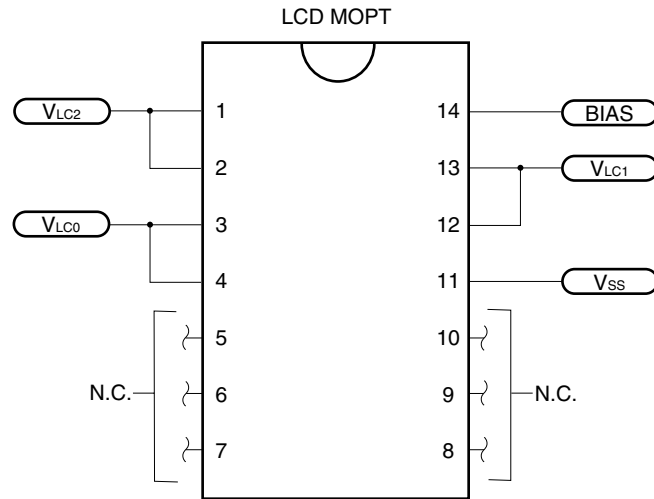 LCD MOPT
VLC2 1 14 BIAS
2 13 VLC1
VLC0 3 12
4 11 VSS
5 10
N.C. 6 9 N.C.
7 8